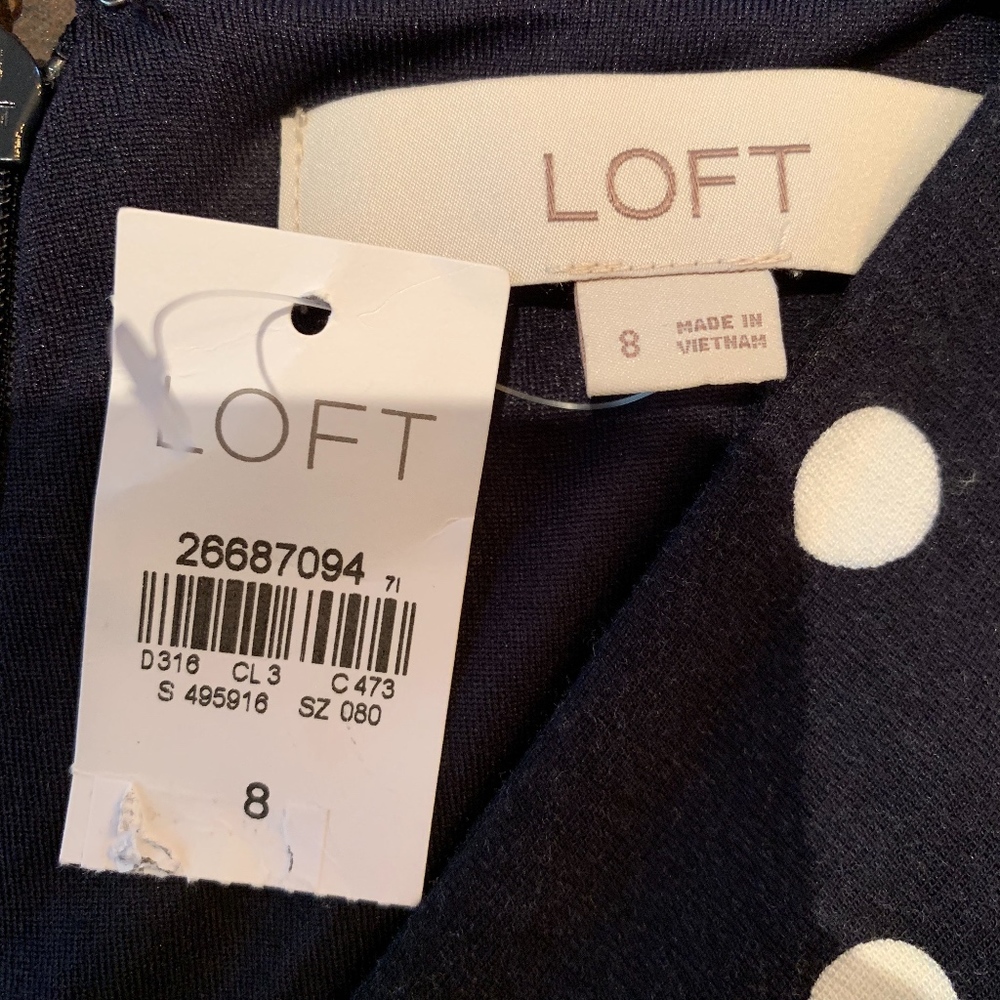 LOFT
8
MADE IN
VIETNAM
LOFT
26687094 71
D316 CL 3 C 473
S 495916 SZ 080
8